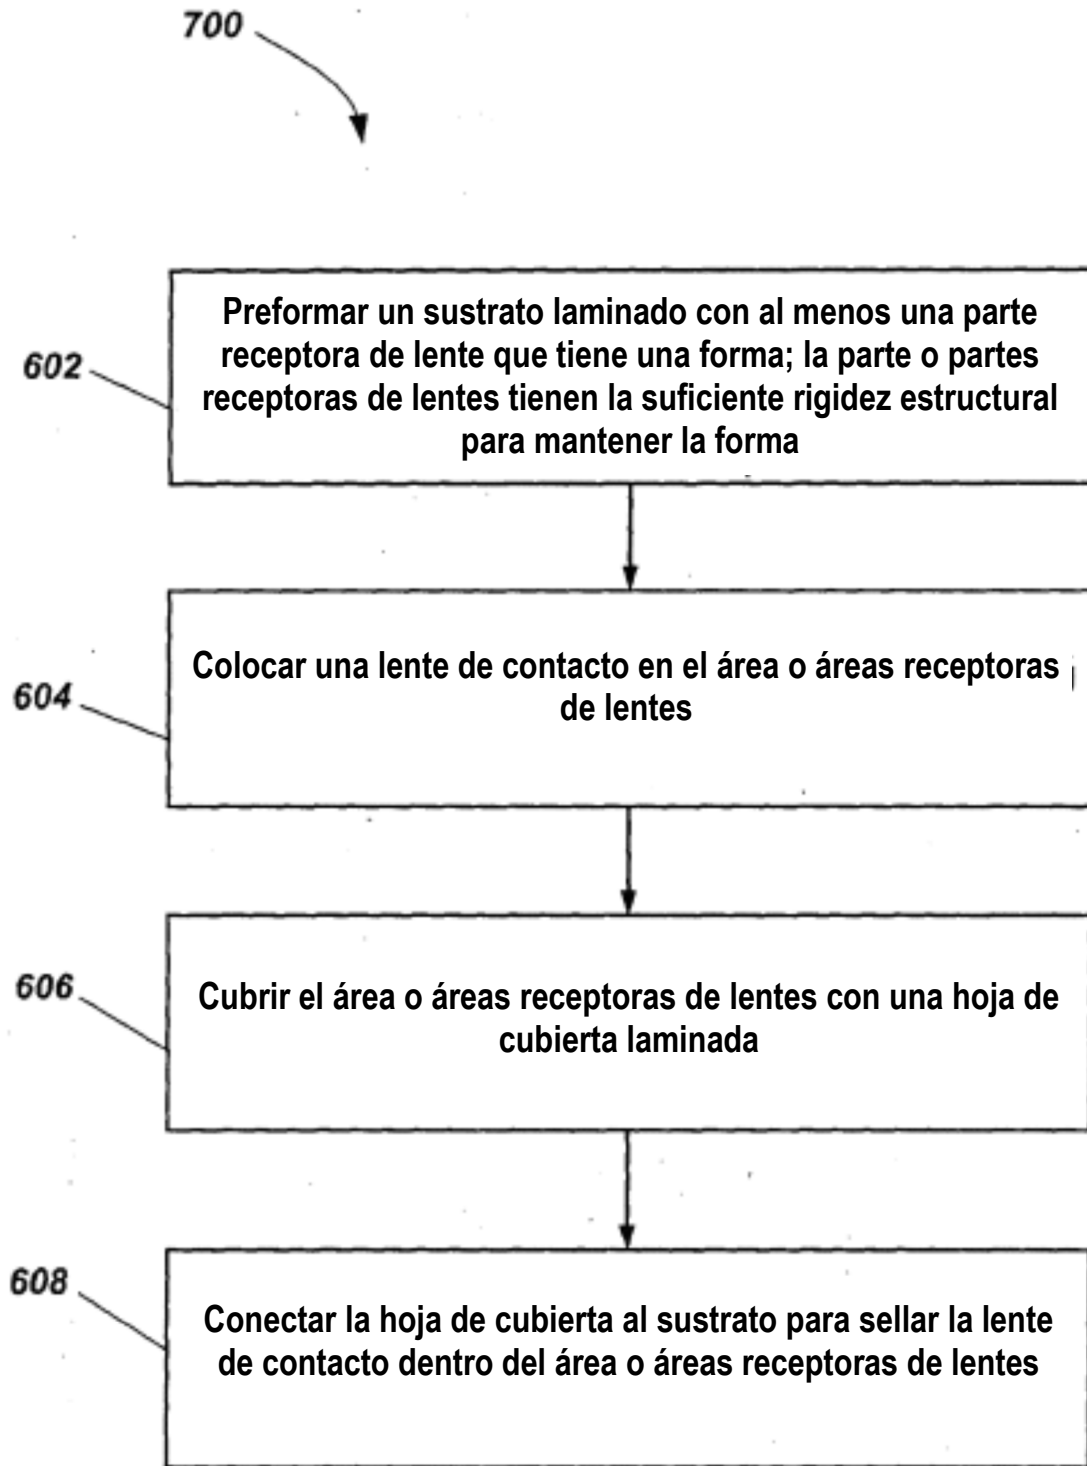 700
602
Preformar un sustrato laminado con al menos una parte
receptora de lente que tiene una forma; la parte o partes
receptoras de lentes tienen la suficiente rigidez estructural
para mantener la forma
604
Colocar una lente de contacto en el área o áreas receptoras
de lentes
606
Cubrir el área o áreas receptoras de lentes con una hoja de
cubierta laminada
608
Conectar la hoja de cubierta al sustrato para sellar la lente
de contacto dentro del área o áreas receptoras de lentes